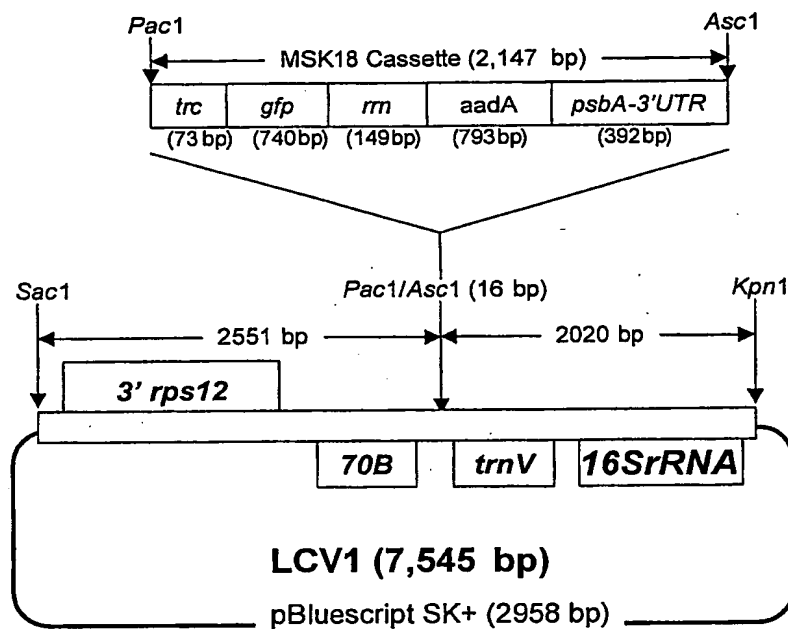 Pac1 Asc1
MSK18 Cassette (2,147 bp)
trc gfp rrn aadA psbA-3'UTR
(73bp) (740bp) (149bp) (793bp) (392bp)
Sac1 Pac1/Asc1 (16 bp) Kpn1
2551 bp 2020 bp
3' rps12
70B trnV 16SrRNA
LCV1 (7,545 bp)
pBluescript SK+ (2958 bp)